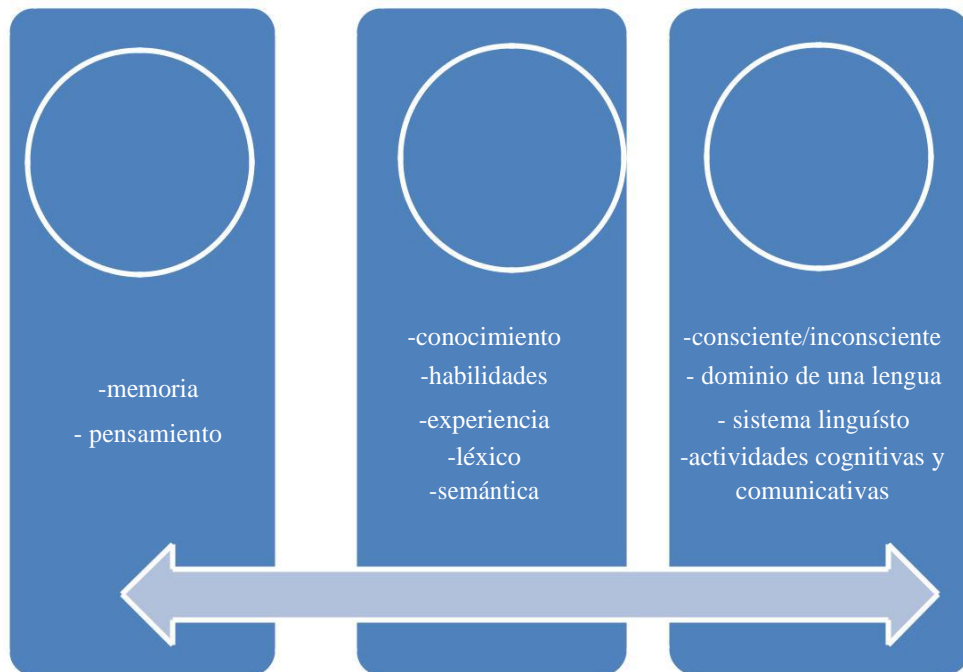 -memoria
- pensamiento
-conocimiento
-habilidades
-experiencia
-léxico
-semántica
-consciente/inconsciente
- dominio de una lengua
- sistema linguísto
-actividades cognitivas y
comunicativas